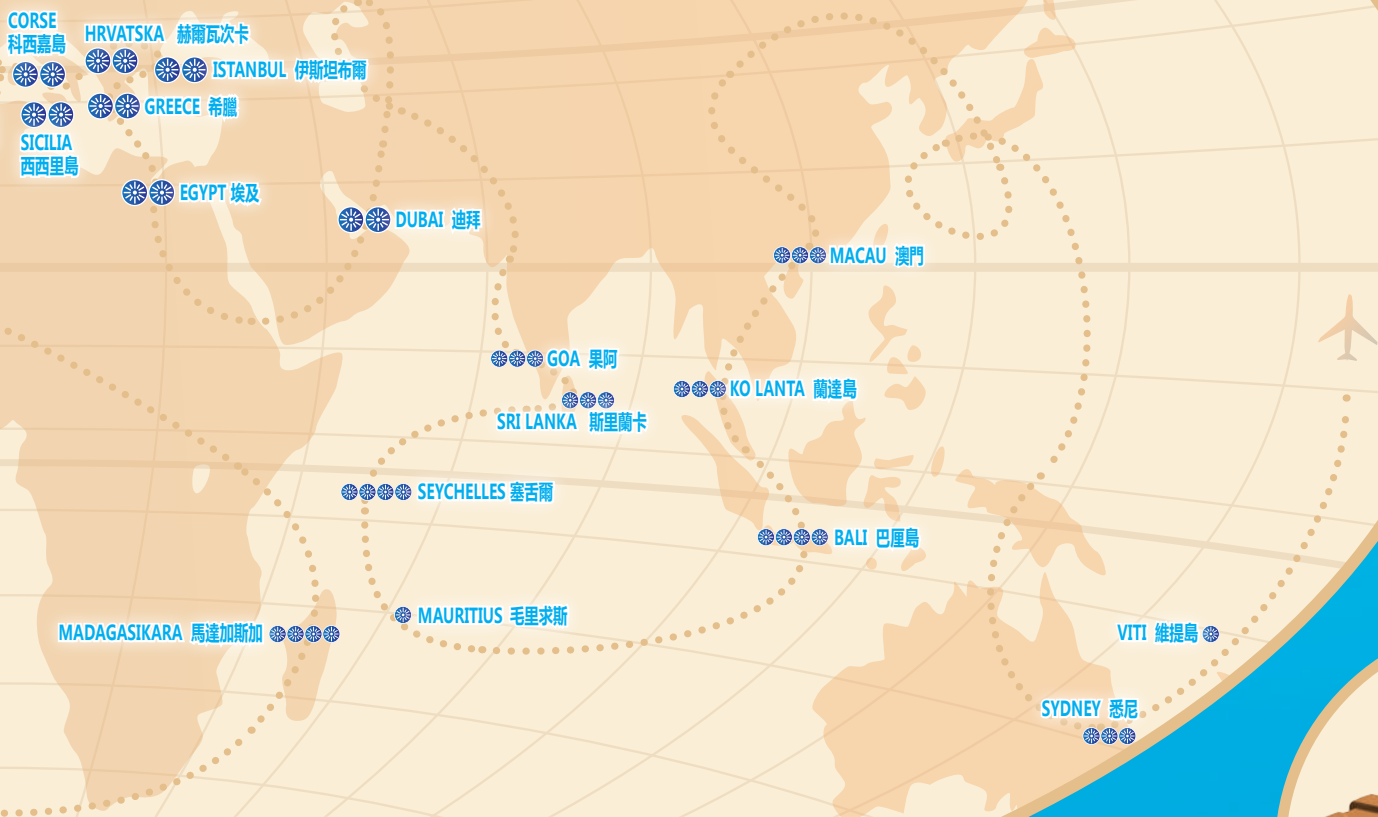 CORSE
科西嘉島
HRVATSKA 赫爾瓦次卡
ISTANBUL 伊斯坦布爾
GREECE 希臘
SICILIA
西西里島
EGYPT 埃及
DUBAI 迪拜
MACAU 澳門
GOA 果阿
KO LANTA 蘭達島
SRI LANKA 斯里蘭卡
SEYCHELLES 塞舌爾
BALI 巴厘島
MAURITIUS 毛里求斯
MADAGASIKARA 馬達加斯加
VITI 維提島
SYDNEY 悉尼